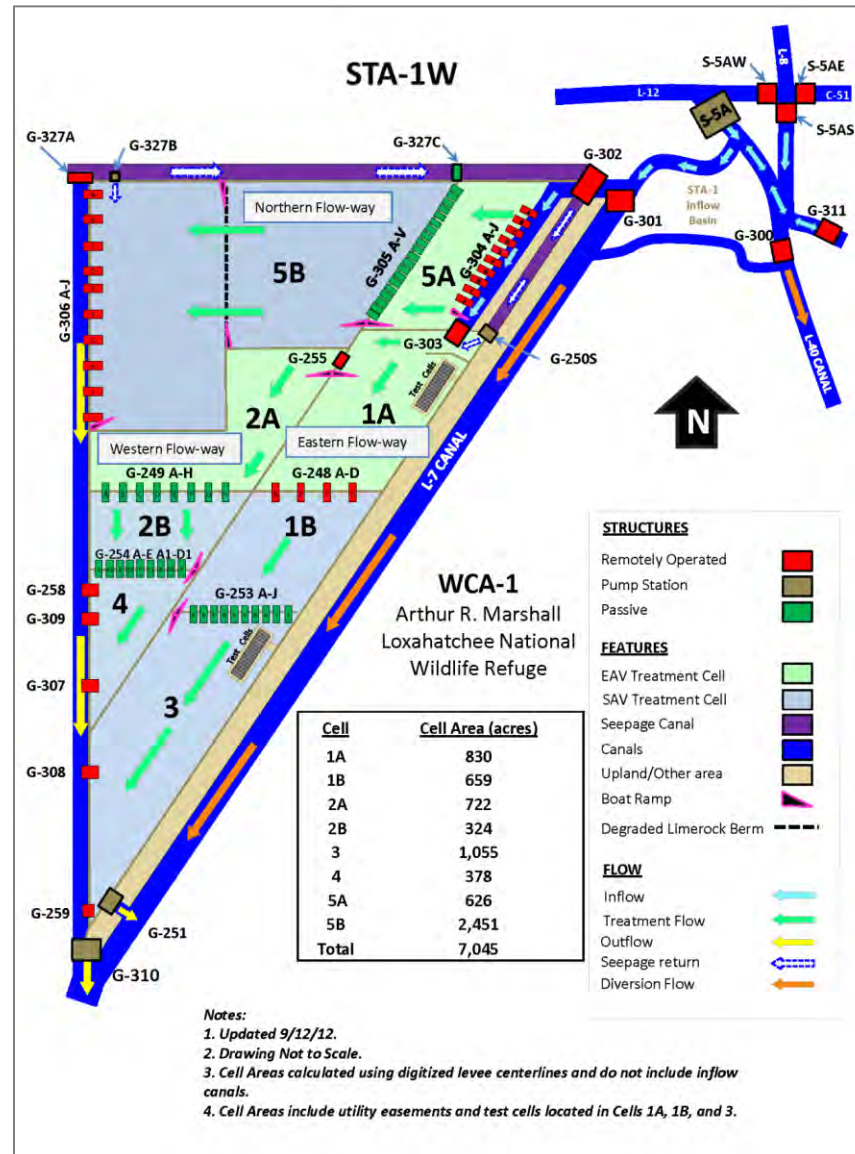 STA-1W
S-5AW
S-5AE
L-8
L-12
C-51
S-5A
S-5AS
G-327A
G-327B
G-327C
G-302
G-301
STA-1
Inflow
Basin
G-311
G-300
Northern Flow-way
G-305 A-V
G-304 A-J
5A
5B
G-306 A-J
G-303
G-255
G-250S
L-40 CANAL
Test Cells
1A
2A
N
Western Flow-way
Eastern Flow-way
L-7 CANAL
G-249 A-H
G-248 A-D
2B
1B
G-254 A-E A1-D1
G-258
4
G-253 A-J
G-309
Test Cells
G-307
3
G-308
G-259
G-251
G-310
WCA-1
Arthur R. Marshall
Loxahatchee National
Wildlife Refuge
Cell Cell Area (acres)
1A 830
1B 659
2A 722
2B 324
3 1,055
4 378
5A 626
5B 2,451
Total 7,045
STRUCTURES
Remotely Operated
Pump Station
Passive
FEATURES
EAV Treatment Cell
SAV Treatment Cell
Seepage Canal
Canals
Upland/Other area
Boat Ramp
Degraded Limerock Berm
FLOW
Inflow
Treatment Flow
Outflow
Seepage return
Diversion Flow
Notes:
1. Updated 9/12/12.
2. Drawing Not to Scale.
3. Cell Areas calculated using digitized levee centerlines and do not include inflow
canals.
4. Cell Areas include utility easements and test cells located in Cells 1A, 1B, and 3.